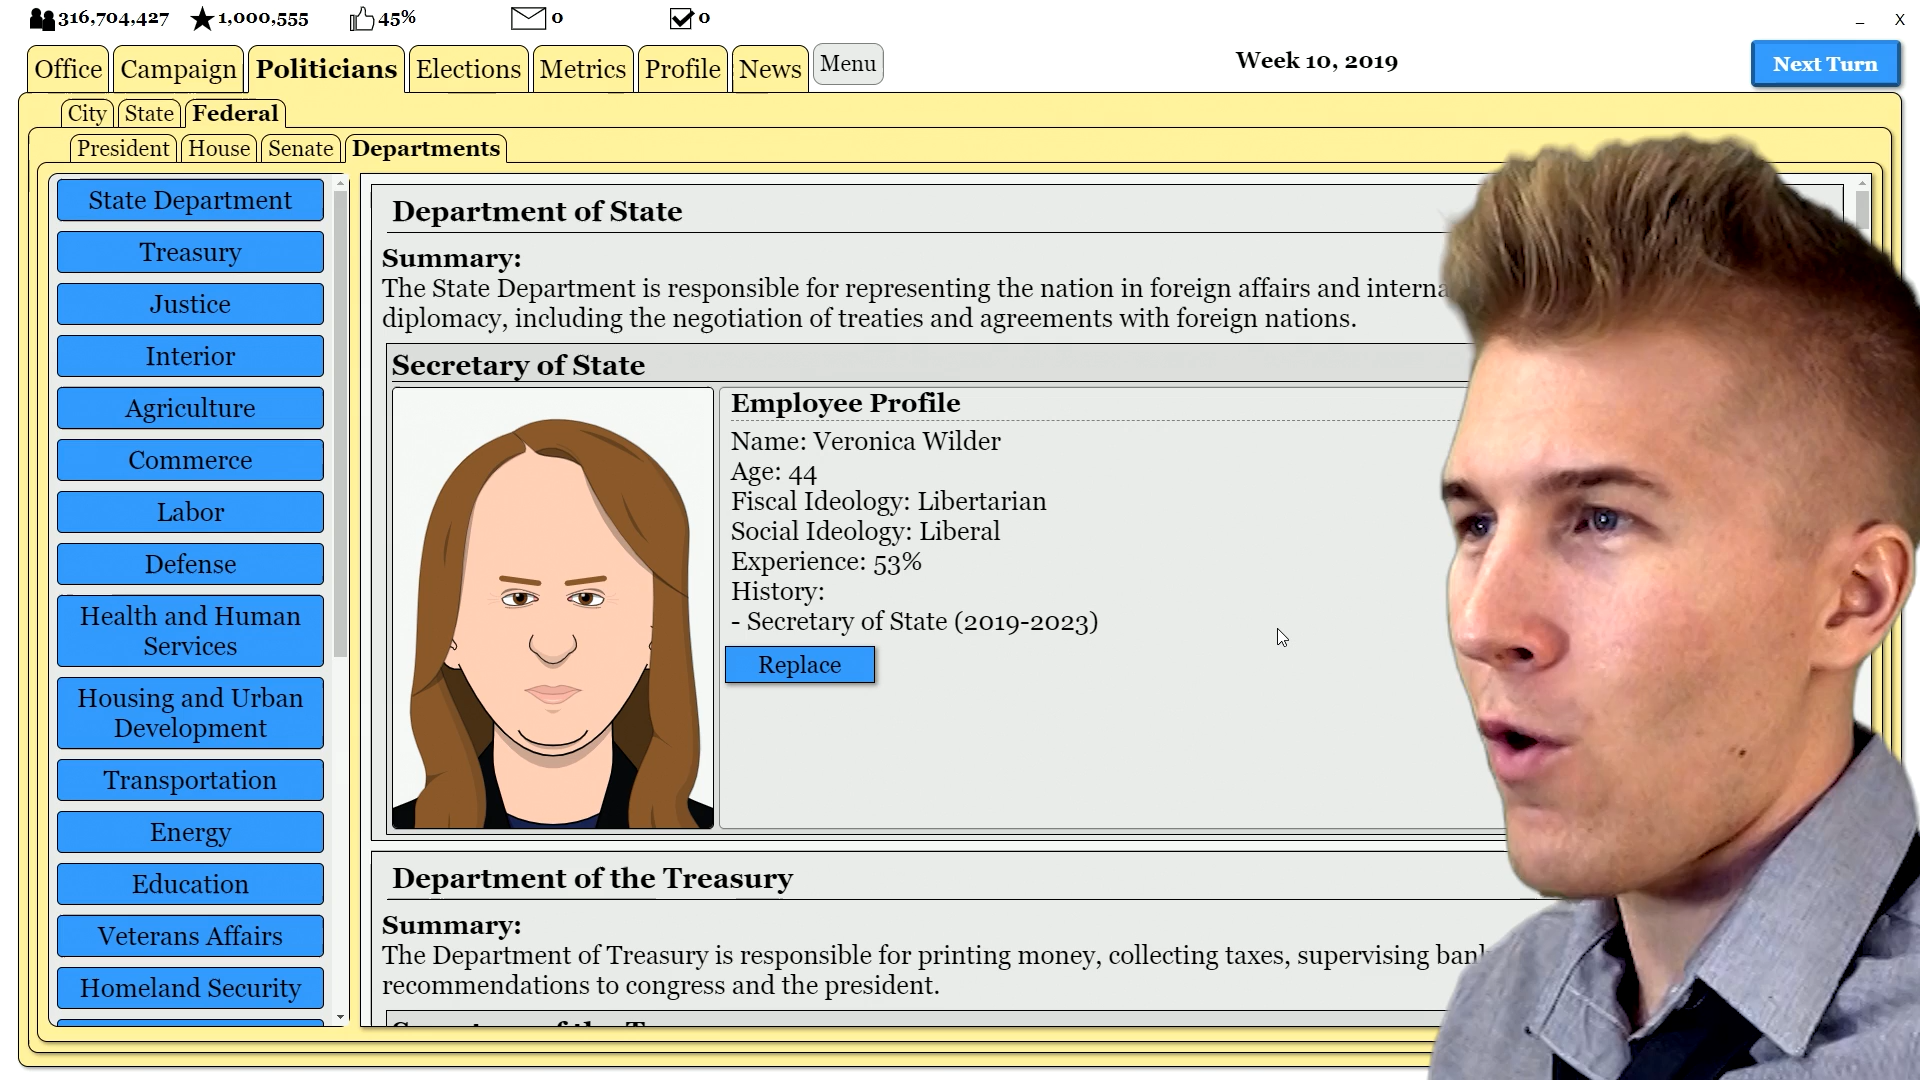 316,704,427 1,000,555 45% 0 0
_ X
Office Campaign Politicians Elections Metrics Profile News Menu
Week 10, 2019
Next Turn
City State Federal
President House Senate Departments
State Department
Treasury
Justice
Interior
Agriculture
Commerce
Labor
Defense
Health and Human
Services
Housing and Urban
Development
Transportation
Energy
Education
Veterans Affairs
Homeland Security
Department of State
Summary:
The State Department is responsible for representing the nation in foreign affairs and
diplomacy, including the negotiation of treaties and agreements with foreign nations.
Secretary of State
Employee Profile
Name: Veronica Wilder
Age: 44
Fiscal Ideology: Libertarian
Social Ideology: Liberal
Experience: 53%
History:
- Secretary of State (2019-2023)
Replace
Department of the Treasury
Summary:
The Department of Treasury is responsible for printing money, collecting taxes, supervising
recommendations to congress and the president.